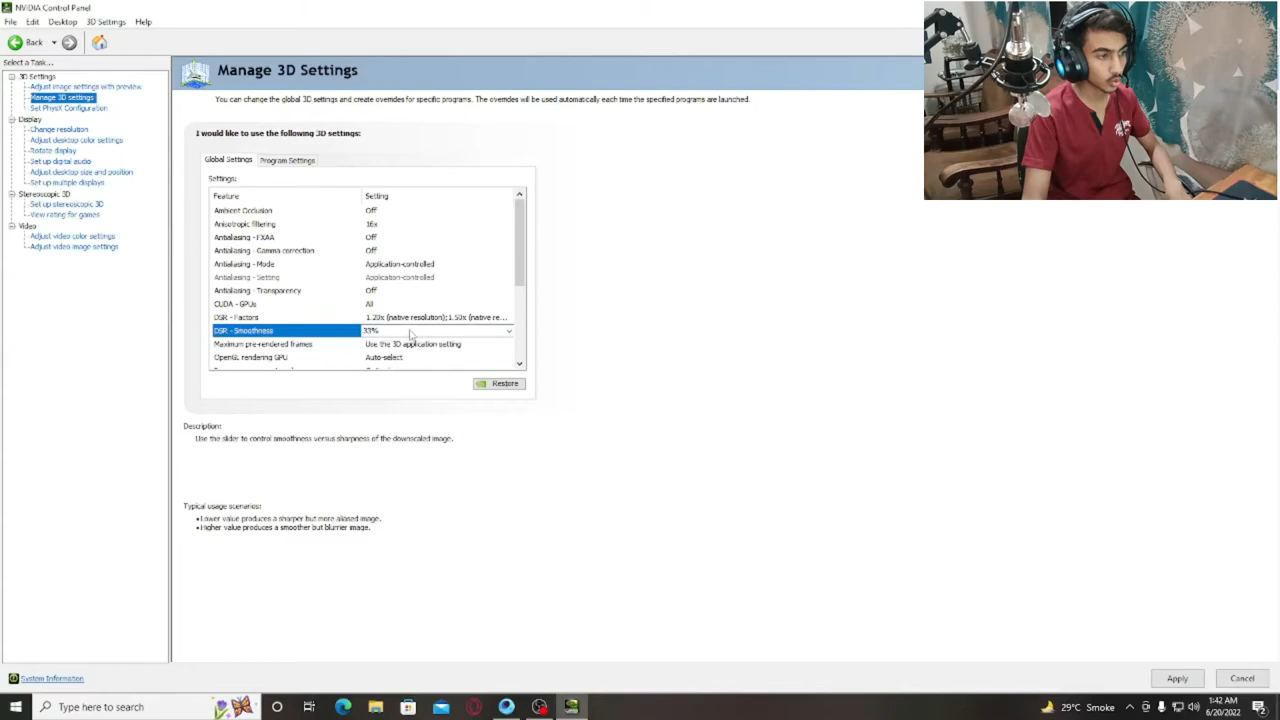 NVIDIA Control Panel
File Edit Desktop 3D Settings Help
Back
Select a Task...
3D Settings
Adjust image settings with preview
Manage 3D settings
Set PhysX Configuration
Display
Change resolution
Adjust desktop color settings
Rotate display
Set up digital audio
Adjust desktop size and position
Set up multiple displays
Stereoscopic 3D
Set up stereoscopic 3D
View rating for games
Video
Adjust video color settings
Adjust video image settings
Manage 3D Settings
You can change the global 3D settings and create overrides for specific programs. The overrides will be used automatically each time the specified programs are launched.
I would like to use the following 3D settings:
Global Settings Program Settings
Settings:
Feature Setting
Ambient Occlusion Off
Anisotropic filtering 16x
Antialiasing - FXAA Off
Antialiasing - Gamma correction Off
Antialiasing - Mode Application-controlled
Antialiasing - Setting Application-controlled
Antialiasing - Transparency Off
CUDA - GPUs All
DSR - Factors 1.20x (native resolution); 1.50x (native re...
DSR - Smoothness 33%
Maximum pre-rendered frames Use the 3D application setting
OpenGL rendering GPU Auto-select
Restore
Description:
Use the slider to control smoothness versus sharpness of the downscaled image.
Typical usage scenarios:
• Lower value produces a sharper but more aliased image.
• Higher value produces a smoother but blurrier image.
System Information
Apply Cancel
Type here to search
29°C Smoke
1:42 AM
6/20/2022
2